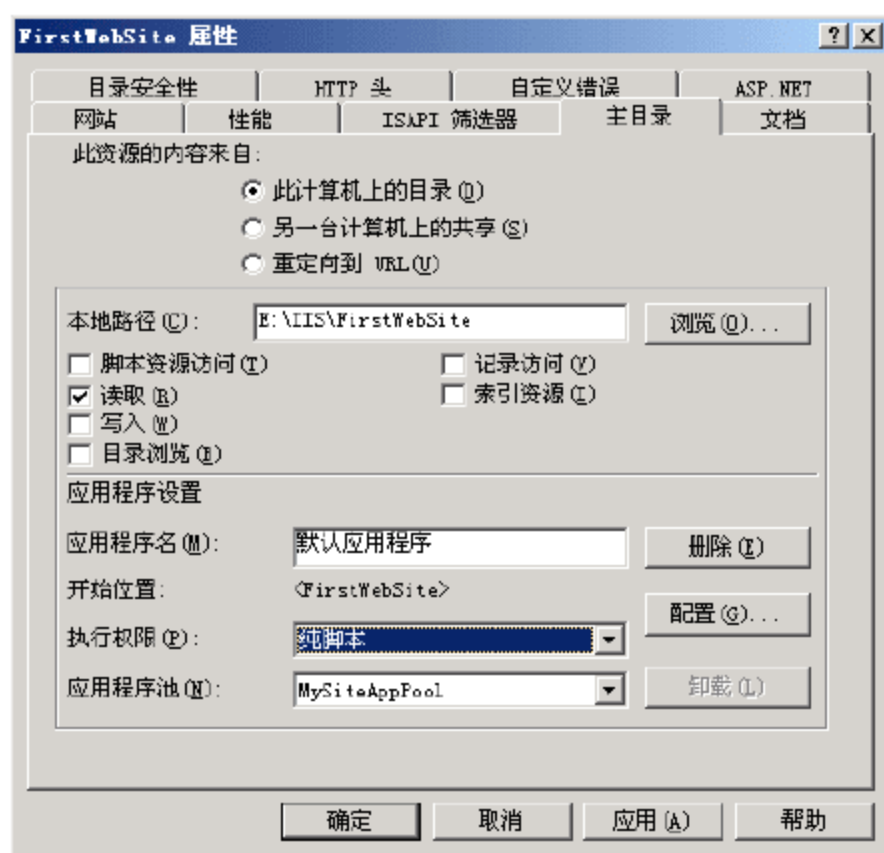 FirstWebSite 属性
目录安全性 HTTP 头 自定义错误 ASP.NET
网站 性能 ISAPI 筛选器 主目录 文档
此资源的内容来自:
此计算机上的目录(D)
另一台计算机上的共享(S)
重定向到 URL(U)
本地路径(C): E:\IIS\FirstWebSite 浏览(O)...
脚本资源访问(T) 记录访问(V)
读取(R) 索引资源(I)
写入(W)
目录浏览(B)
应用程序设置
应用程序名(M): 默认应用程序 删除(E)
开始位置: <FirstWebSite>
配置(G)...
执行权限(P): 纯脚本
应用程序池(N): MySiteAppPool 卸载(L)
确定 取消 应用(A) 帮助